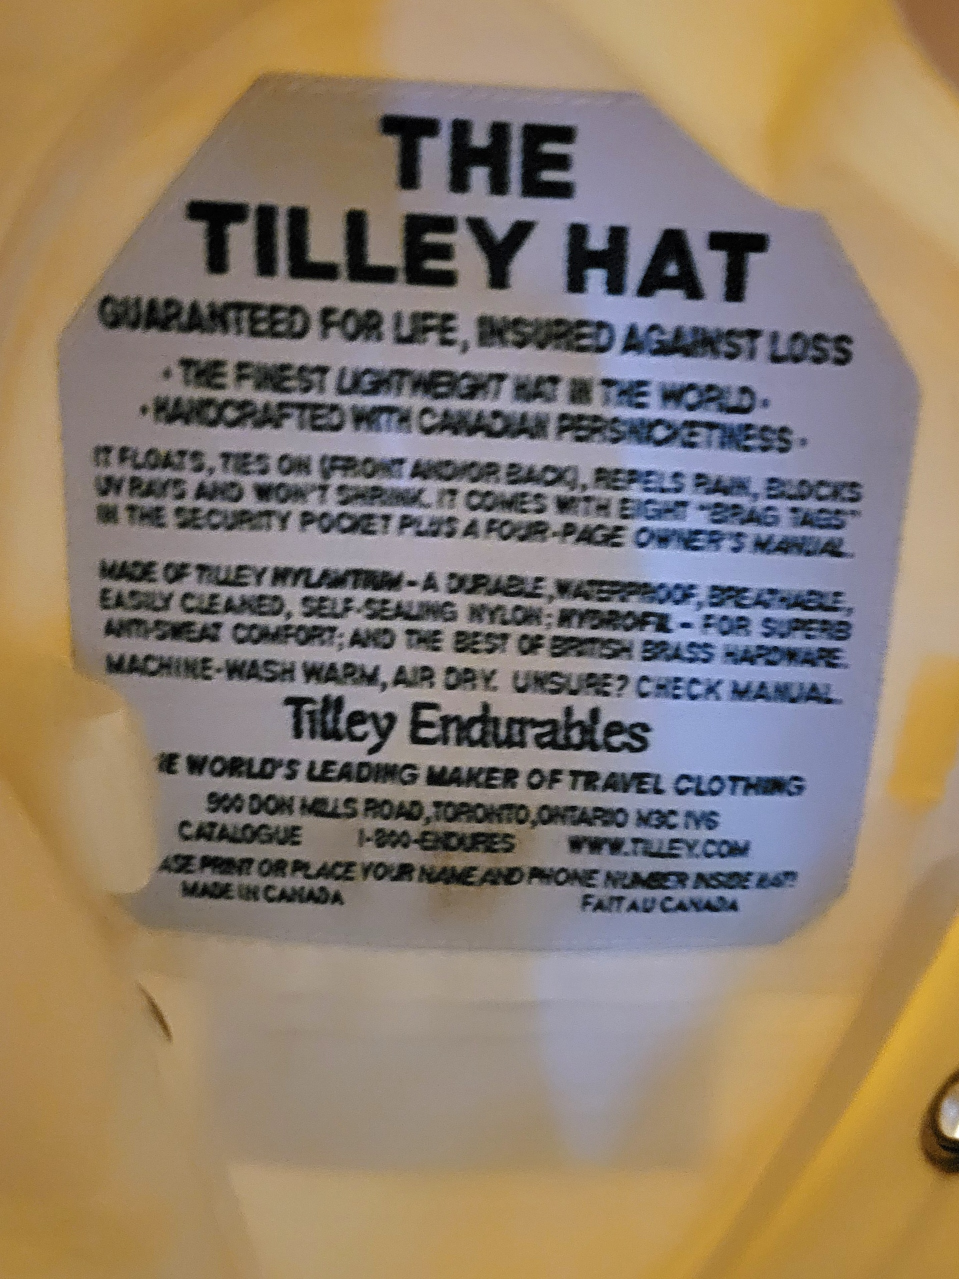 THE
TILLEY HAT
GUARANTEED FOR LIFE, INSURED AGAINST LOSS
• THE FINEST LIGHTWEIGHT HAT IN THE WORLD •
• HANDCRAFTED WITH CANADIAN PERSNICKETINESS •
IT FLOATS, TIES ON (FRONT AND/OR BACK), REPELS RAIN, BLOCKS
UV RAYS AND WON'T SHRINK. IT COMES WITH EIGHT "BRAG TAGS"
IN THE SECURITY POCKET PLUS A FOUR-PAGE OWNER'S MANUAL.
MADE OF TILLEY NYLAMTIUM - A DURABLE, WATERPROOF, BREATHABLE,
EASILY CLEANED, SELF-SEALING NYLON; HYDROFIL - FOR SUPERB
ANTI-SWEAT COMFORT; AND THE BEST OF BRITISH BRASS HARDWARE.
MACHINE-WASH WARM, AIR DRY. UNSURE? CHECK MANUAL.
Tilley Endurables
WORLD'S LEADING MAKER OF TRAVEL CLOTHING
900 DON MILLS ROAD, TORONTO, ONTARIO M3C 1V6
CATALOGUE 1-800-ENDURES WWW.TILLEY.COM
PRINT OR PLACE YOUR NAME AND PHONE NUMBER INSIDE HAT!
MADE IN CANADA FAIT AU CANADA